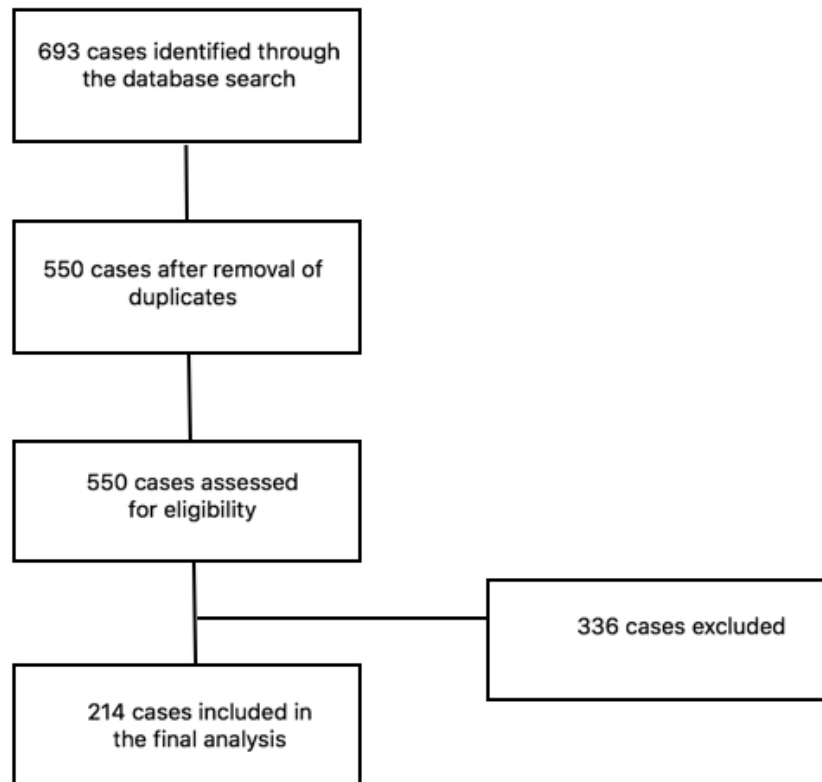 693 cases identified through
the database search
550 cases after removal of
duplicates
550 cases assessed
for eligibility
336 cases excluded
214 cases included in
the final analysis